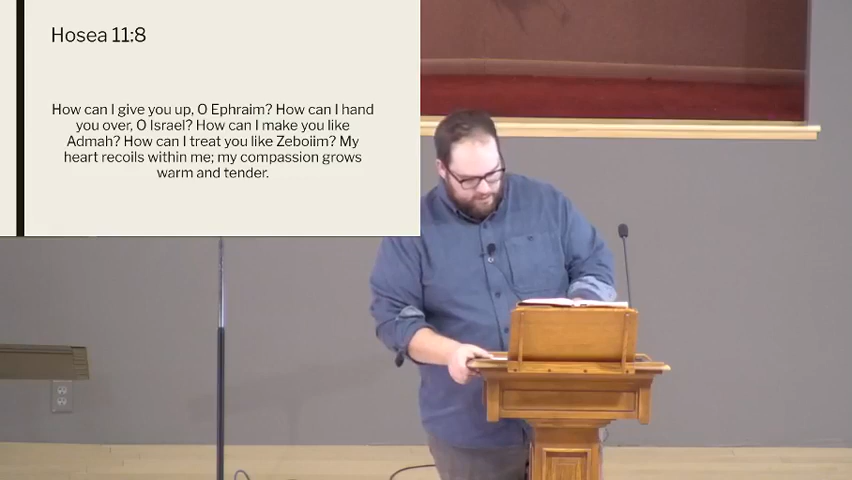 Hosea 11:8
How can I give you up, O Ephraim? How can I hand
you over, O Israel? How can I make you like
Admah? How can I treat you like Zeboiim? My
heart recoils within me; my compassion grows
warm and tender.